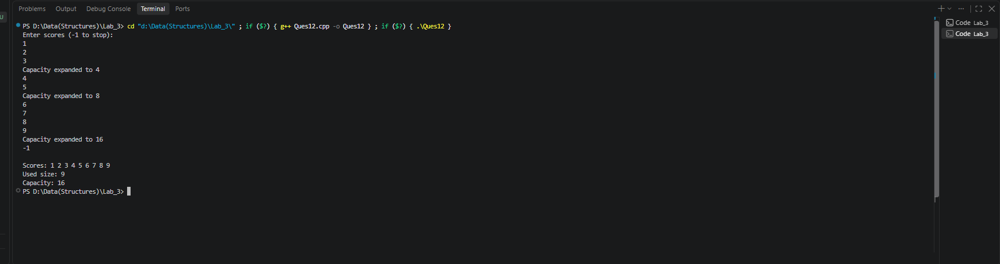 Problems Output Debug Console Terminal Ports
U
PS D:\Data(Structures)\Lab_3> cd "d:\Data(Structures)\Lab_3\" ; if ($?) { g++ Ques12.cpp -o Ques12 } ; if ($?) { .\Ques12 }
Enter scores (-1 to stop):
1
2
3
Capacity expanded to 4
4
5
Capacity expanded to 8
6
7
8
9
Capacity expanded to 16
-1
Scores: 1 2 3 4 5 6 7 8 9
Used size: 9
Capacity: 16
PS D:\Data(Structures)\Lab_3>
Code Lab_3
Code Lab_3